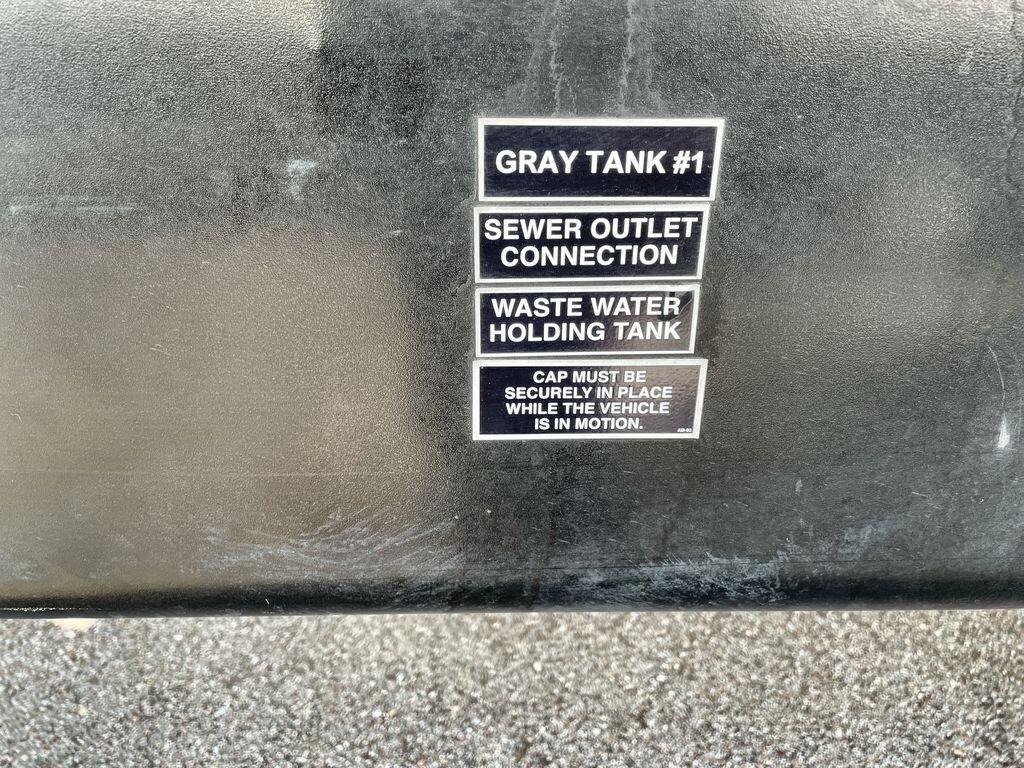 GRAY TANK #1
SEWER OUTLET
CONNECTION
WASTE WATER
HOLDING TANK
CAP MUST BE
SECURELY IN PLACE
WHILE THE VEHICLE
IS IN MOTION.